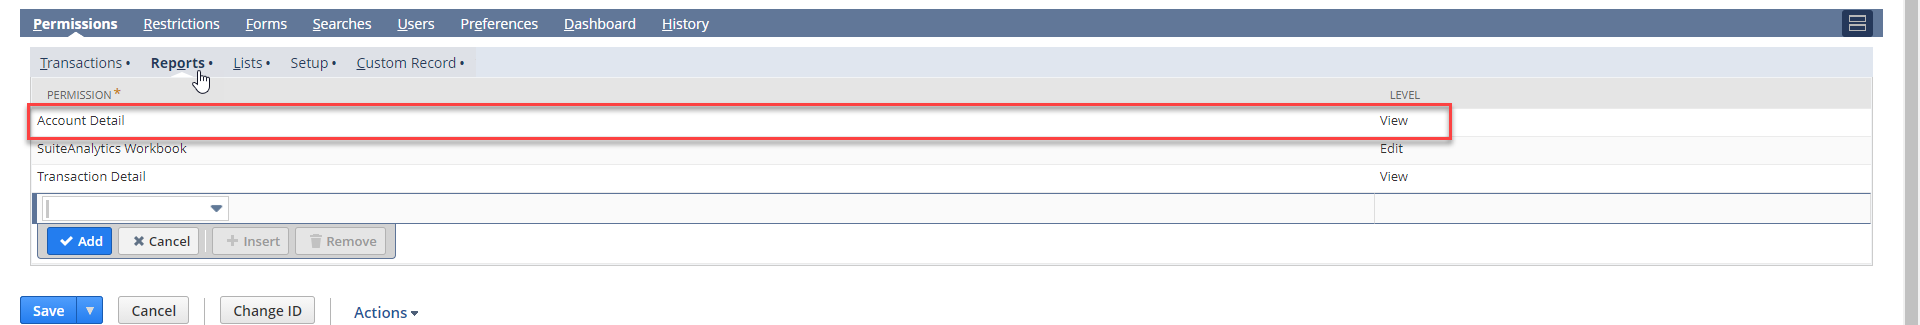 Permissions Restrictions Forms Searches Users Preferences Dashboard History
Transactions • Reports • Lists • Setup • Custom Record •
PERMISSION * LEVEL
Account Detail View
SuiteAnalytics Workbook Edit
Transaction Detail View
Add Cancel Insert Remove
Save Cancel Change ID Actions